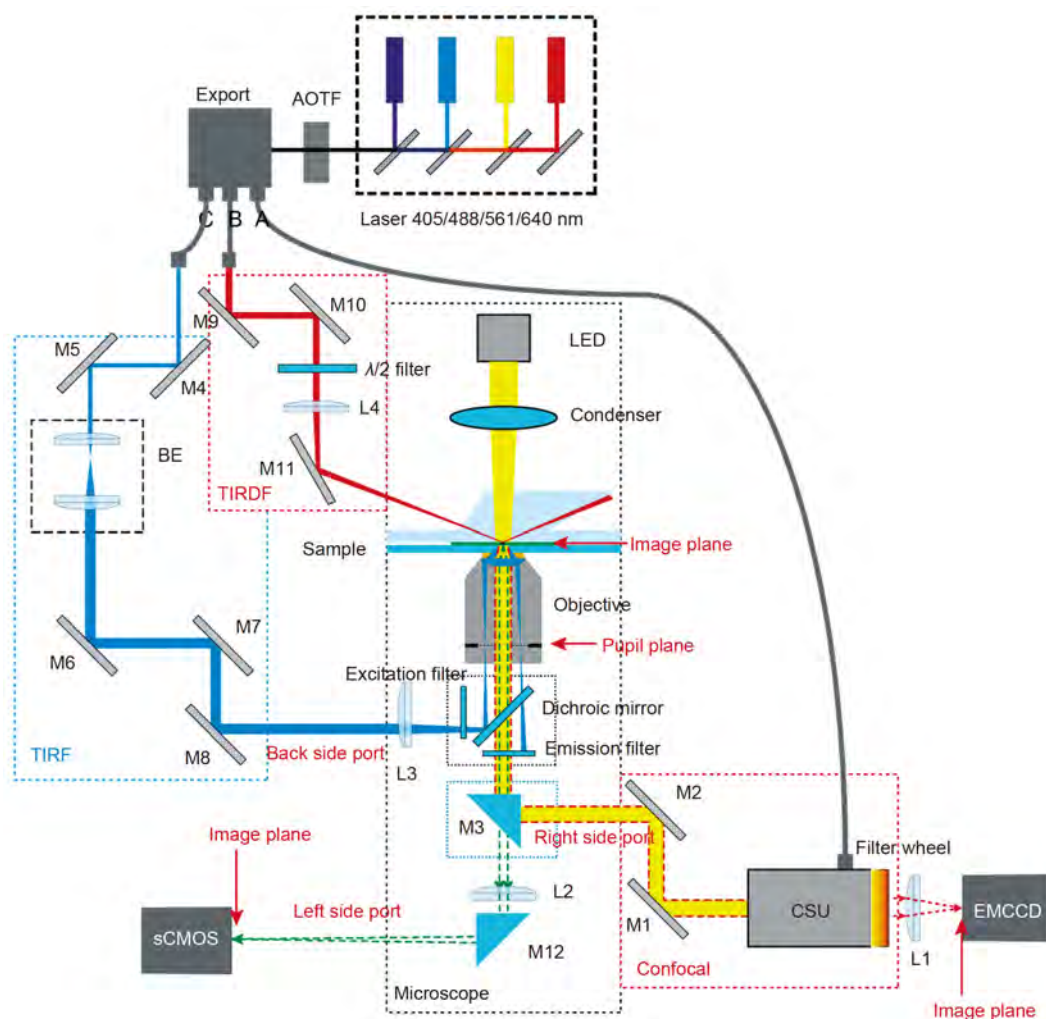 Export
AOTF
Laser 405/488/561/640 nm
C
B
A
M9
M10
LED
M5
M4
λ/2 filter
L4
Condenser
BE
M11
TIRDF
Sample
Image plane
Objective
M6
M7
Pupil plane
Excitation filter
Dichroic mirror
Emission filter
TIRF
M8
Back side port
L3
M3
M2
Right side port
Image plane
Filter wheel
L2
Left side port
sCMOS
M12
M1
CSU
EMCCD
L1
Confocal
Microscope
Image plane